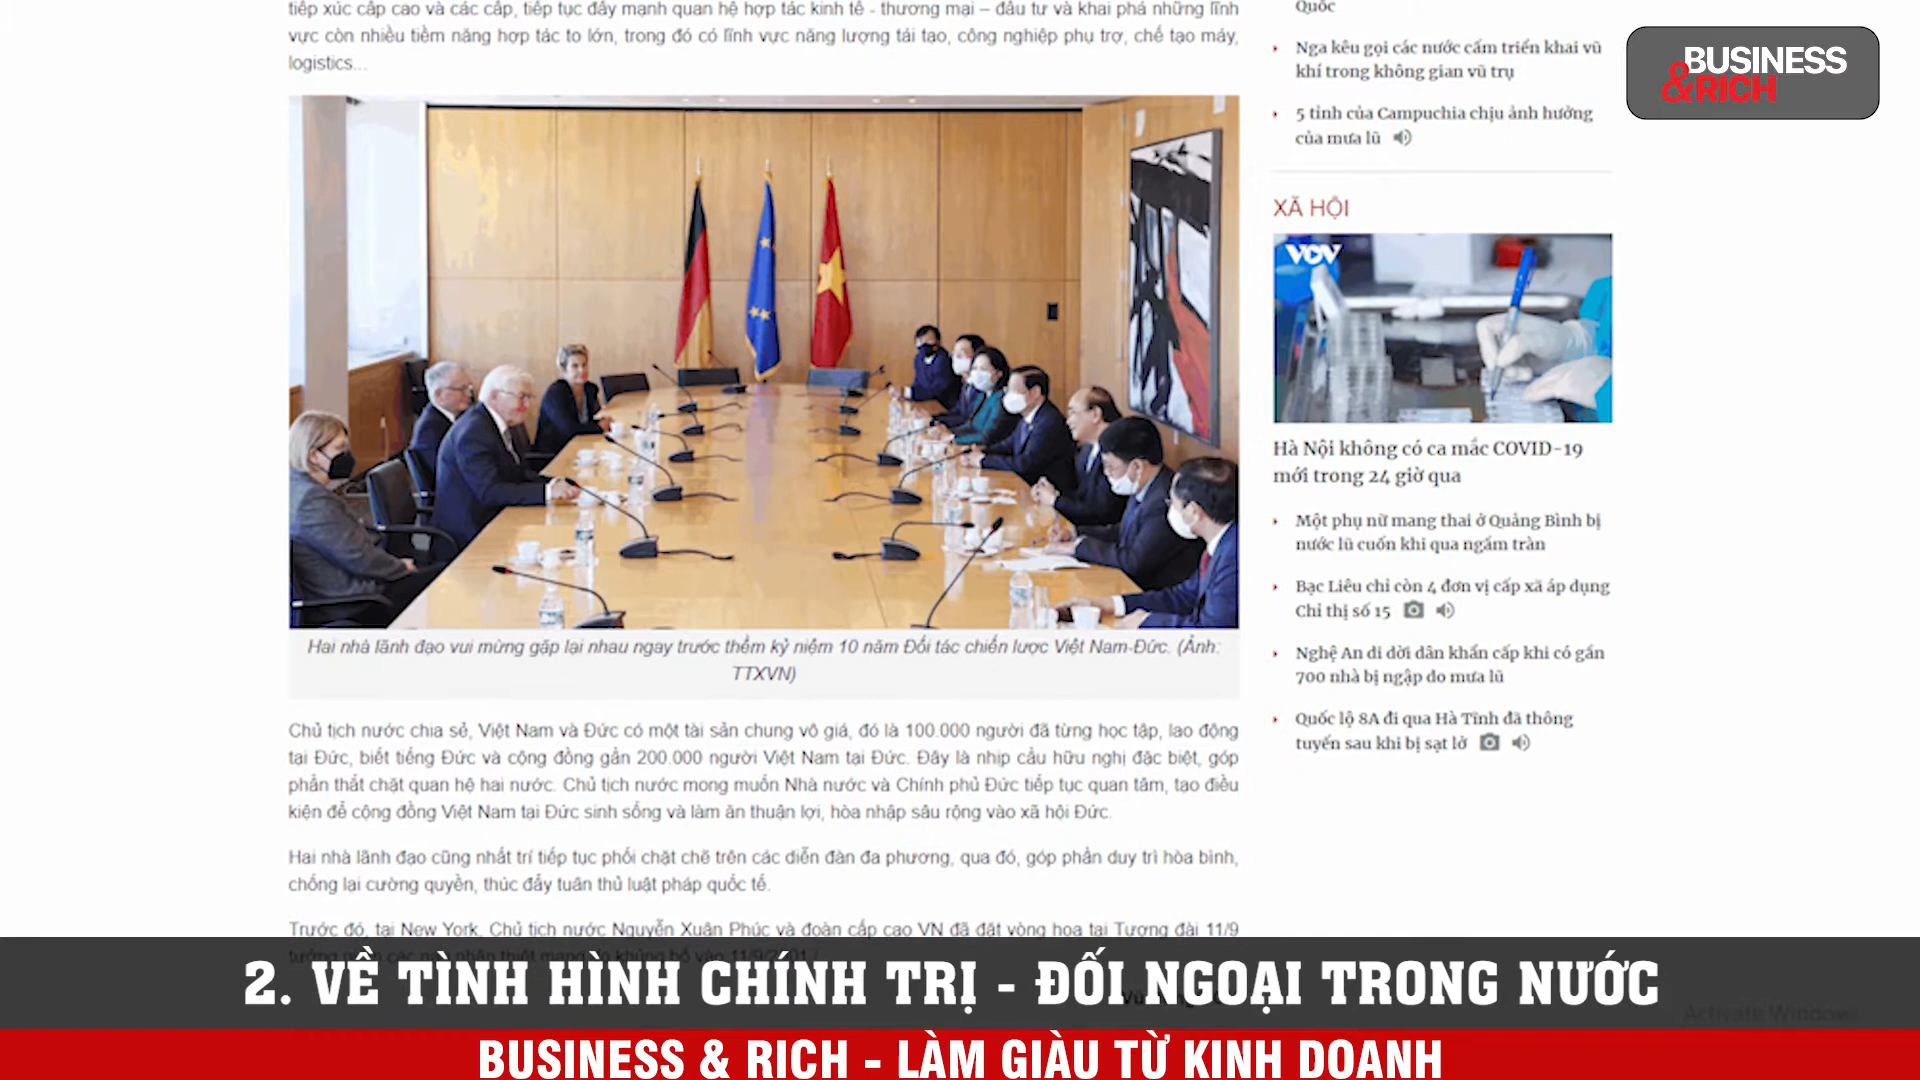 tiếp xúc cấp cao và các cấp, tiếp tục đẩy mạnh quan hệ hợp tác kinh tế - thương mại – đầu tư và khai phá những lĩnh
vực còn nhiều tiềm năng hợp tác to lớn, trong đó có lĩnh vực năng lượng tái tạo, công nghiệp phụ trợ, chế tạo máy,
logistics...
Hai nhà lãnh đạo vui mừng gặp lại nhau ngay trước thềm kỷ niệm 10 năm Đối tác chiến lược Việt Nam-Đức. (Ảnh:
TTXVN)
Chủ tịch nước chia sẻ, Việt Nam và Đức có một tài sản chung vô giá, đó là 100.000 người đã từng học tập, lao động
tại Đức, biết tiếng Đức và cộng đồng gần 200.000 người Việt Nam tại Đức. Đây là nhịp cầu hữu nghị đặc biệt, góp
phần thắt chặt quan hệ hai nước. Chủ tịch nước mong muốn Nhà nước và Chính phủ Đức tiếp tục quan tâm, tạo điều
kiện để cộng đồng Việt Nam tại Đức sinh sống và làm ăn thuận lợi, hòa nhập sâu rộng vào xã hội Đức.
Hai nhà lãnh đạo cũng nhất trí tiếp tục phối chặt chẽ trên các diễn đàn đa phương, qua đó, góp phần duy trì hòa bình,
chống lại cường quyền, thúc đẩy tuân thủ luật pháp quốc tế.
Trước đó, tại New York, Chủ tịch nước Nguyễn Xuân Phúc và đoàn cấp cao VN đã đặt vòng hoa tại Tượng đài 11/9
Quốc
Nga kêu gọi các nước cấm triển khai vũ
khí trong không gian vũ trụ
5 tỉnh của Campuchia chịu ảnh hưởng
của mưa lũ
XÃ HỘI
VOV
Hà Nội không có ca mắc COVID-19
mới trong 24 giờ qua
Một phụ nữ mang thai ở Quảng Bình bị
nước lũ cuốn khi qua ngầm tràn
Bạc Liêu chỉ còn 4 đơn vị cấp xã áp dụng
Chỉ thị số 15
Nghệ An di dời dân khẩn cấp khi có gần
700 nhà bị ngập do mưa lũ
Quốc lộ 8A đi qua Hà Tĩnh đã thông
tuyến sau khi bị sạt lở
BUSINESS
&RICH
2. VỀ TÌNH HÌNH CHÍNH TRỊ - ĐỐI NGOẠI TRONG NƯỚC
Activate Windows
BUSINESS & RICH - LÀM GIÀU TỪ KINH DOANH